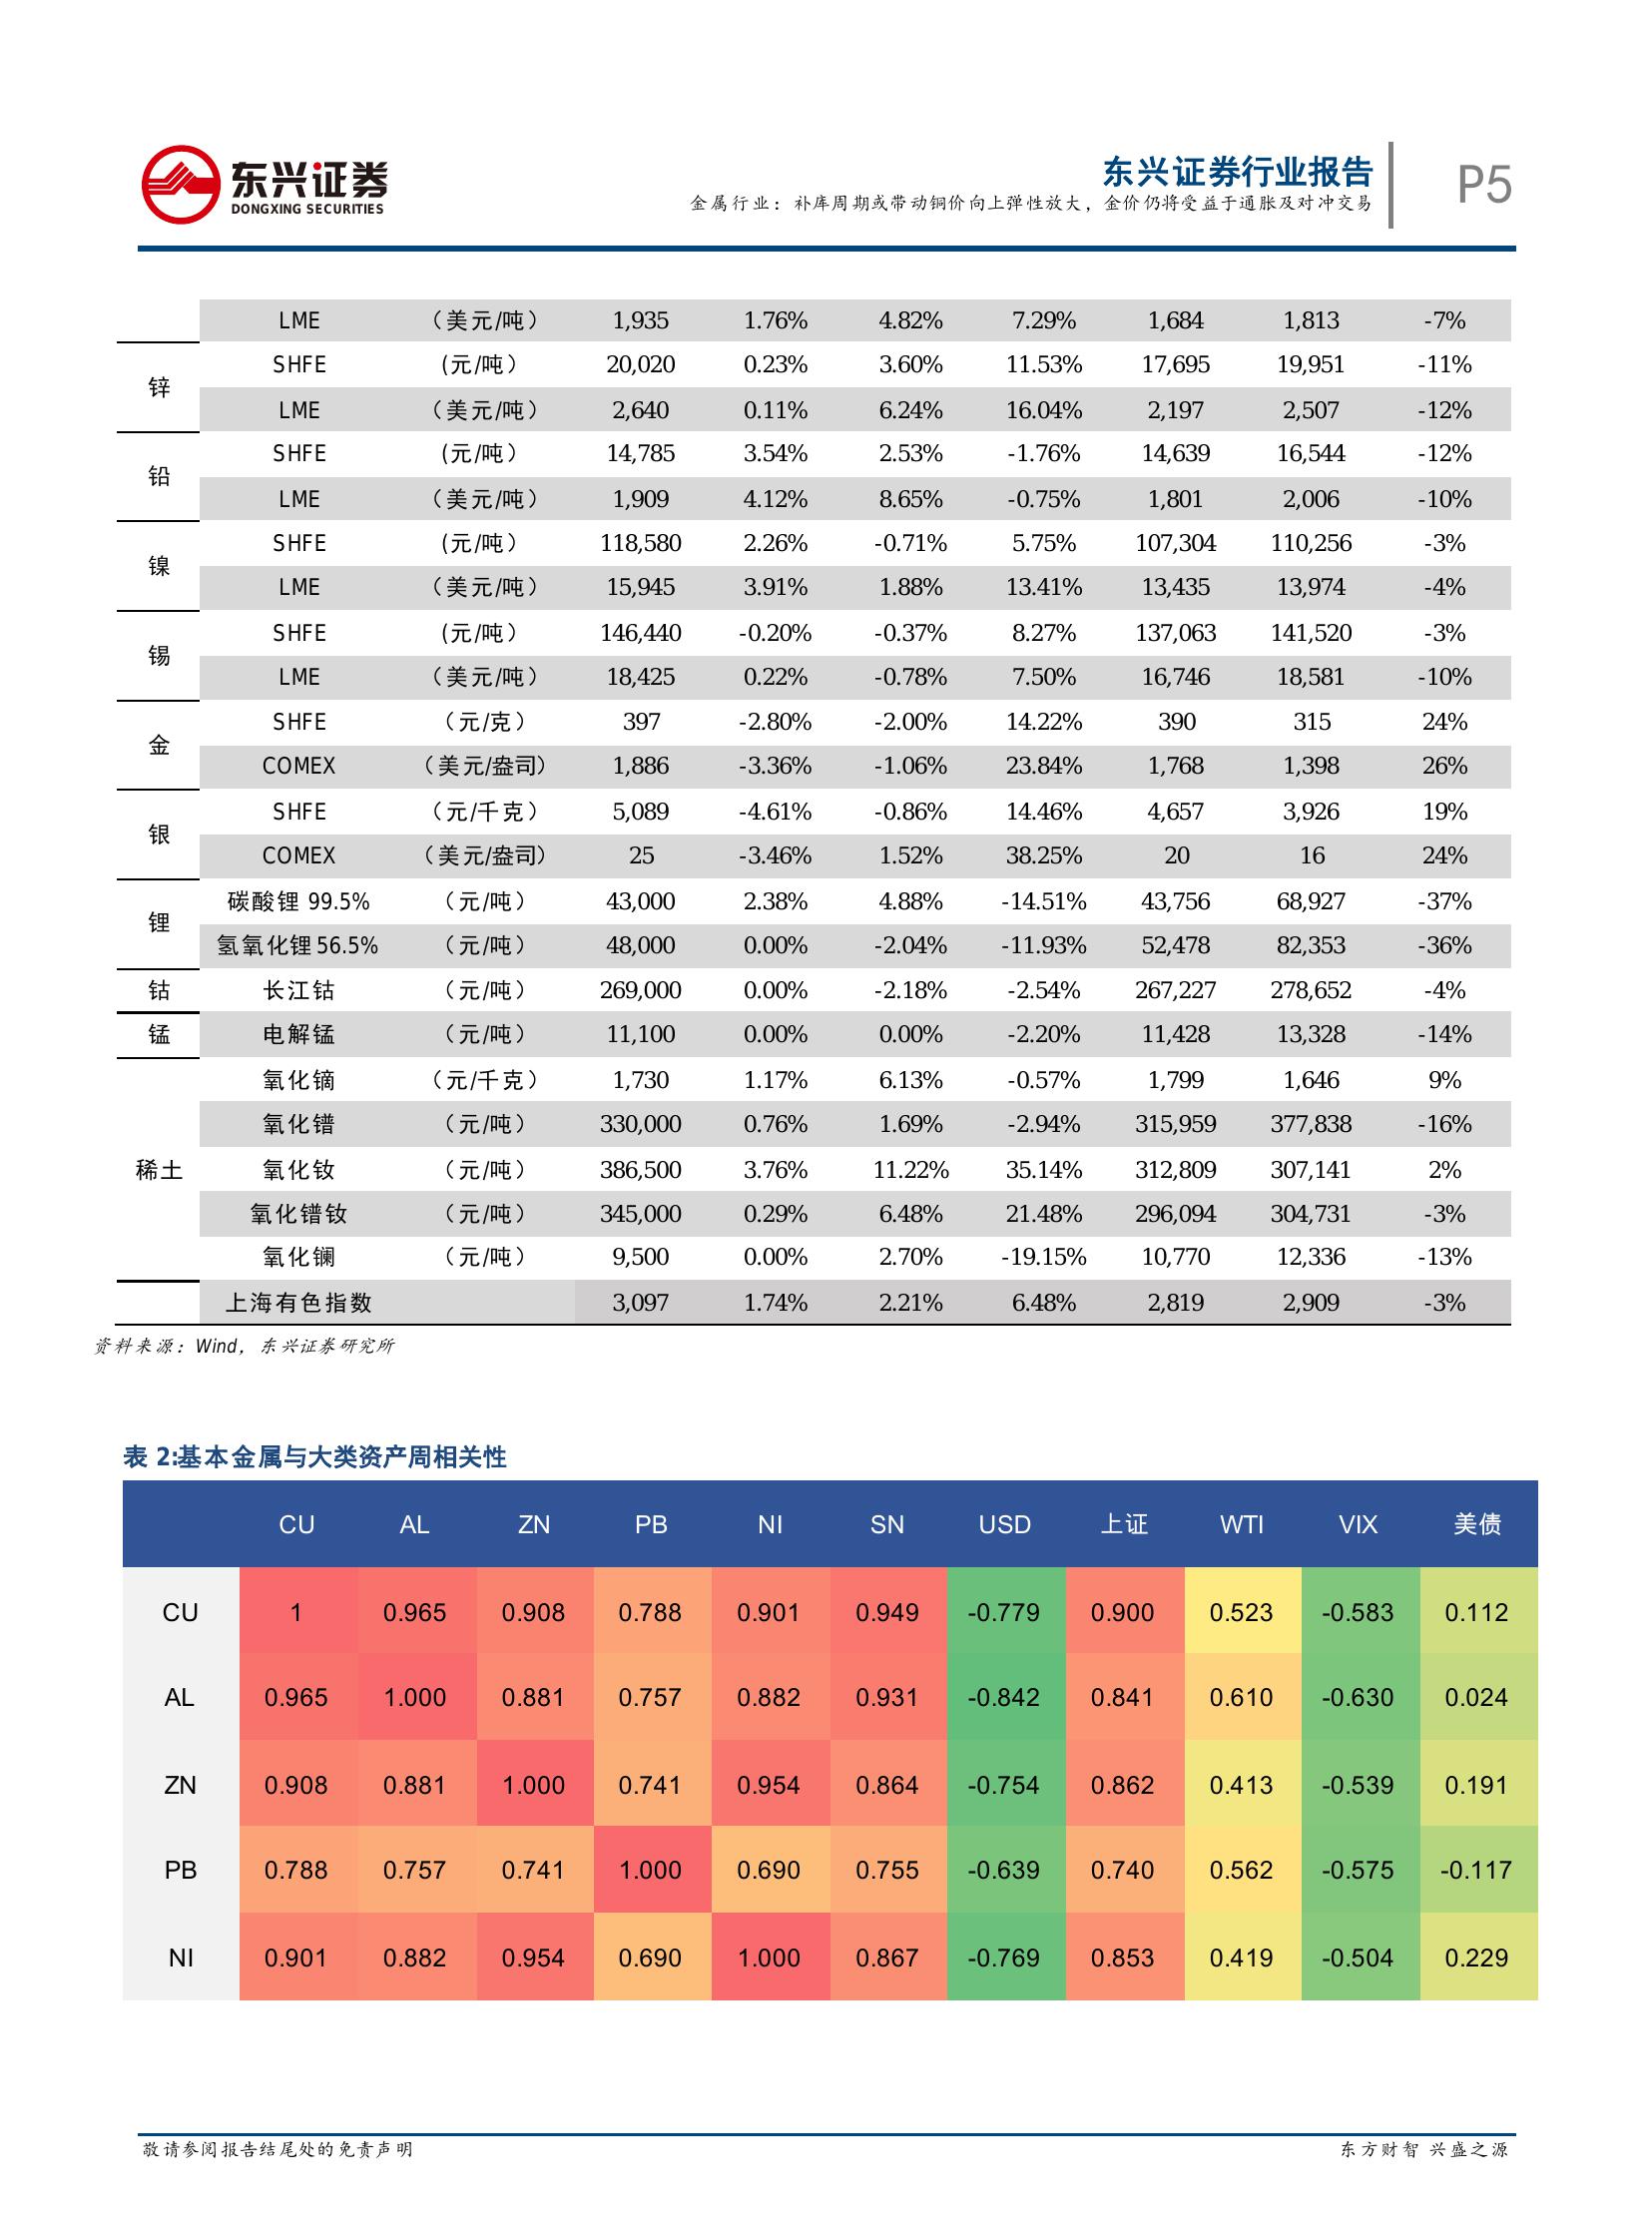 东兴证券
DONGXING SECURITIES
东兴证券行业报告
金属行业：补库周期或带动铜价向上弹性放大，金价仍将受益于通胀及对冲交易
P5
LME （美元/吨） 1,935 1.76% 4.82% 7.29% 1,684 1,813 -7%
锌
SHFE (元/吨） 20,020 0.23% 3.60% 11.53% 17,695 19,951 -11%
LME （美元/吨） 2,640 0.11% 6.24% 16.04% 2,197 2,507 -12%
铅
SHFE (元/吨） 14,785 3.54% 2.53% -1.76% 14,639 16,544 -12%
LME （美元/吨） 1,909 4.12% 8.65% -0.75% 1,801 2,006 -10%
镍
SHFE (元/吨） 118,580 2.26% -0.71% 5.75% 107,304 110,256 -3%
LME （美元/吨） 15,945 3.91% 1.88% 13.41% 13,435 13,974 -4%
锡
SHFE (元/吨） 146,440 -0.20% -0.37% 8.27% 137,063 141,520 -3%
LME （美元/吨） 18,425 0.22% -0.78% 7.50% 16,746 18,581 -10%
金
SHFE （元/克） 397 -2.80% -2.00% 14.22% 390 315 24%
COMEX （美元/盎司） 1,886 -3.36% -1.06% 23.84% 1,768 1,398 26%
银
SHFE （元/千克） 5,089 -4.61% -0.86% 14.46% 4,657 3,926 19%
COMEX （美元/盎司） 25 -3.46% 1.52% 38.25% 20 16 24%
锂
碳酸锂 99.5% （元/吨） 43,000 2.38% 4.88% -14.51% 43,756 68,927 -37%
氢氧化锂 56.5% （元/吨） 48,000 0.00% -2.04% -11.93% 52,478 82,353 -36%
钴 长江钴 （元/吨） 269,000 0.00% -2.18% -2.54% 267,227 278,652 -4%
锰 电解锰 （元/吨） 11,100 0.00% 0.00% -2.20% 11,428 13,328 -14%
氧化镝 （元/千克） 1,730 1.17% 6.13% -0.57% 1,799 1,646 9%
氧化镨 （元/吨） 330,000 0.76% 1.69% -2.94% 315,959 377,838 -16%
稀土 氧化钕 （元/吨） 386,500 3.76% 11.22% 35.14% 312,809 307,141 2%
氧化镨钕 （元/吨） 345,000 0.29% 6.48% 21.48% 296,094 304,731 -3%
氧化镧 （元/吨） 9,500 0.00% 2.70% -19.15% 10,770 12,336 -13%
上海有色指数 3,097 1.74% 2.21% 6.48% 2,819 2,909 -3%
资料来源：Wind，东兴证券研究所
表 2:基本金属与大类资产周相关性
CU AL ZN PB NI SN USD 上证 WTI VIX 美债
CU 1 0.965 0.908 0.788 0.901 0.949 -0.779 0.900 0.523 -0.583 0.112
AL 0.965 1.000 0.881 0.757 0.882 0.931 -0.842 0.841 0.610 -0.630 0.024
ZN 0.908 0.881 1.000 0.741 0.954 0.864 -0.754 0.862 0.413 -0.539 0.191
PB 0.788 0.757 0.741 1.000 0.690 0.755 -0.639 0.740 0.562 -0.575 -0.117
NI 0.901 0.882 0.954 0.690 1.000 0.867 -0.769 0.853 0.419 -0.504 0.229
敬请参阅报告结尾处的免责声明
东方财智 兴盛之源